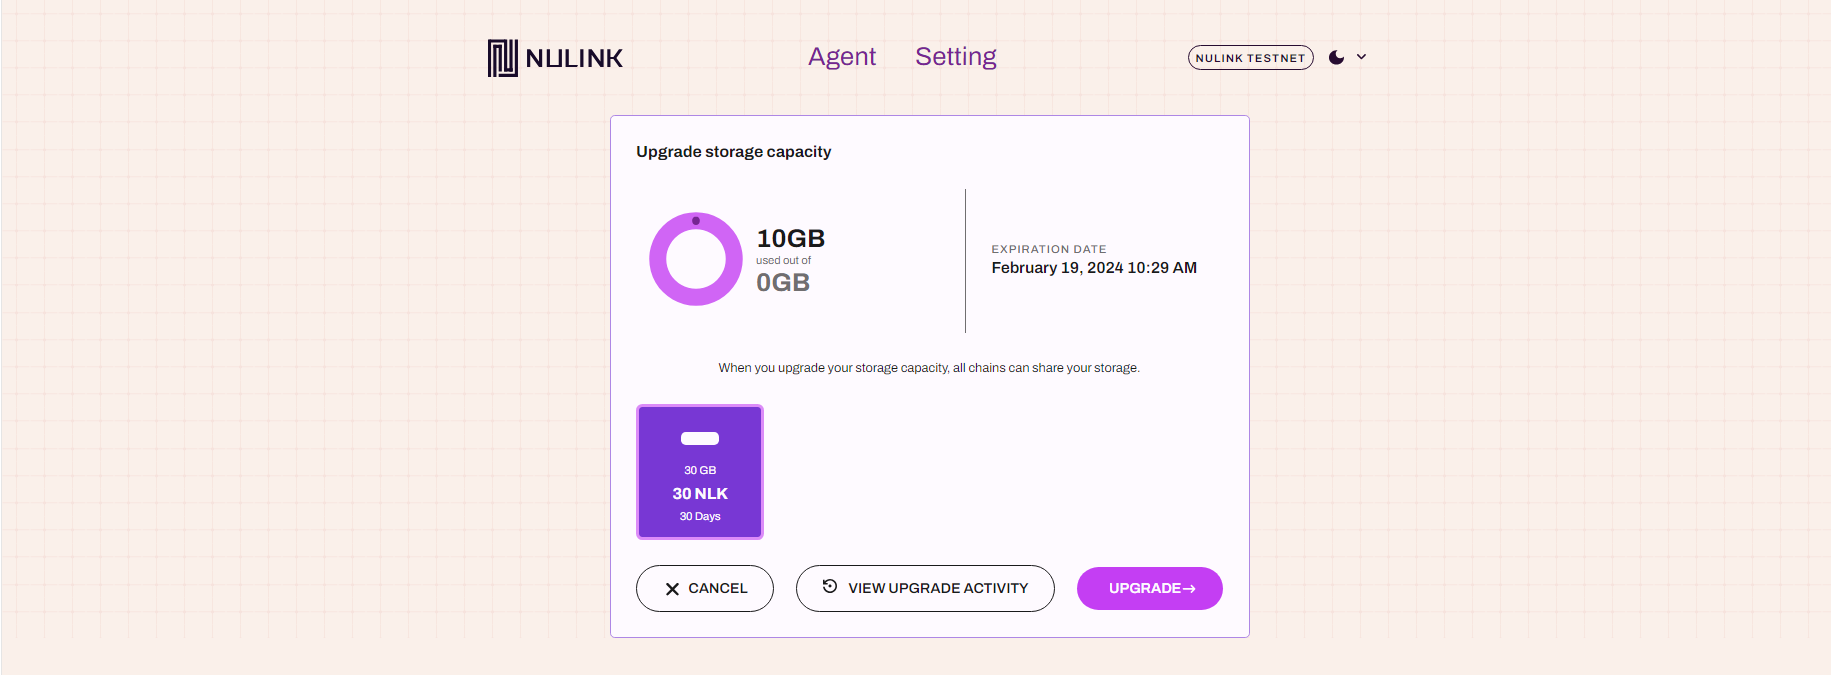 NULINK
Agent Setting
NULINK TESTNET
Upgrade storage capacity
10GB
used out of
0GB
EXPIRATION DATE
February 19, 2024 10:29 AM
When you upgrade your storage capacity, all chains can share your storage.
30 GB
30 NLK
30 Days
CANCEL
VIEW UPGRADE ACTIVITY
UPGRADE→